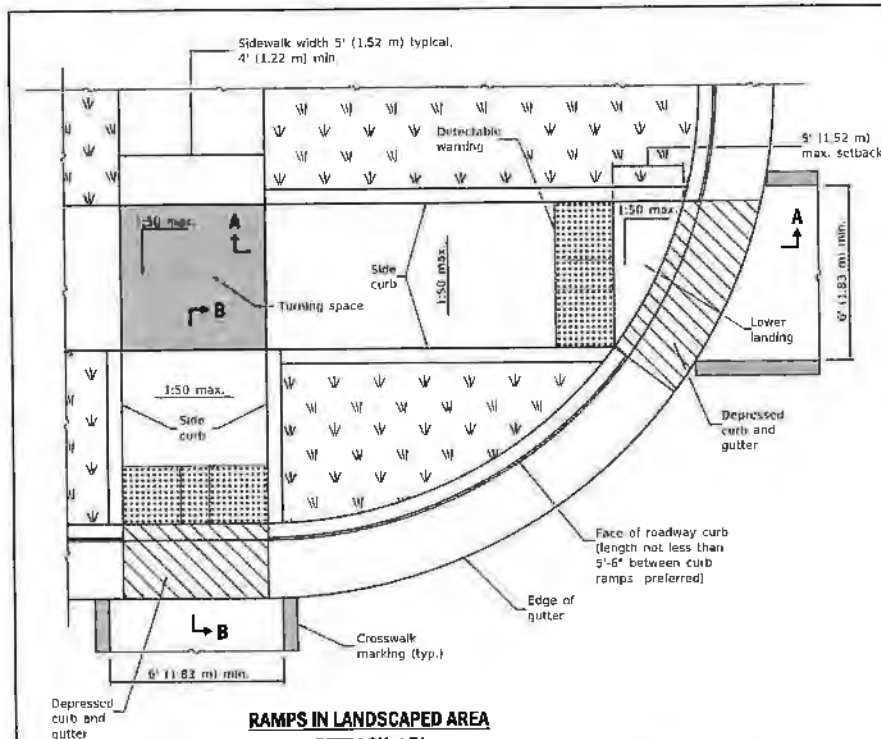 Sidewalk width 5' (1.52 m) typical,
4' (1.22 m) min.
Detectable
warning
5' (1.52 m)
max. setback
1:50 max.
A
1:50 max.
A
Side
curb
1:50 max.
6' (1.83 m) min.
B
Turning space
Lower
landing
1:50 max.
Side
curb
Depressed
curb and
gutter
Face of roadway curb
(length not less than
5'-6" between curb
ramps preferred)
Edge of
gutter
B
Crosswalk
marking (typ.)
6' (1.83 m) min.
Depressed
curb and
gutter
RAMPS IN LANDSCAPED AREA